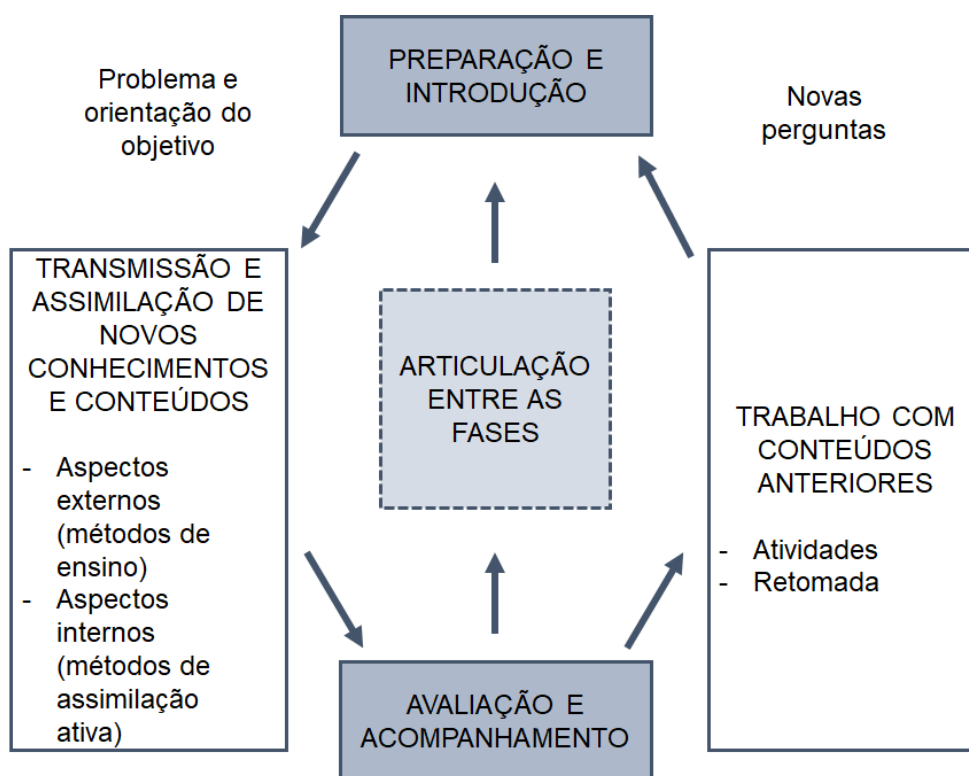 PREPARAÇÃO E
INTRODUÇÃO
Problema e
orientação do
objetivo
Novas
perguntas
TRANSMISSÃO E
ASSIMILAÇÃO DE
NOVOS
CONHECIMENTOS
E CONTEÚDOS
- Aspectos
externos
(métodos de
ensino)
- Aspectos
internos
(métodos de
assimilação
ativa)
ARTICULAÇÃO
ENTRE AS
FASES
TRABALHO COM
CONTEÚDOS
ANTERIORES
- Atividades
- Retomada
AVALIAÇÃO E
ACOMPANHAMENTO